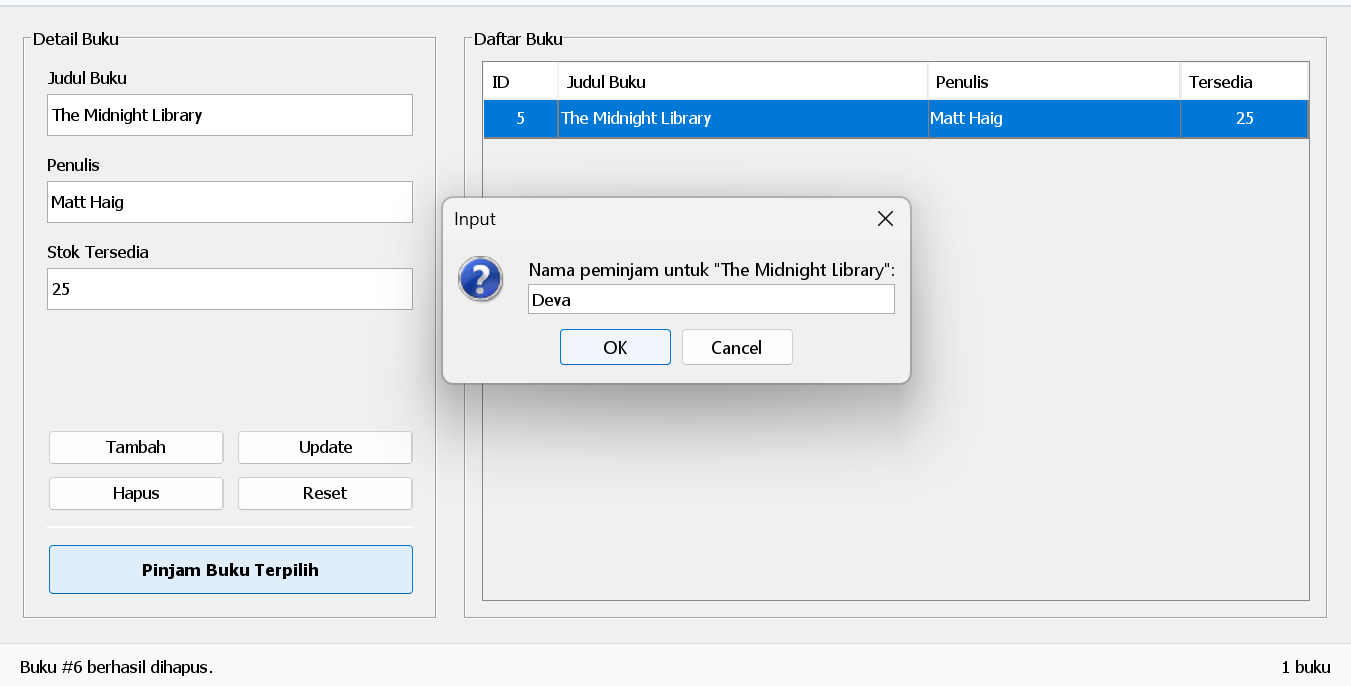 Detail Buku
Judul Buku
The Midnight Library
Penulis
Matt Haig
Stok Tersedia
25
Tambah Update
Hapus Reset
Pinjam Buku Terpilih
Daftar Buku
ID Judul Buku Penulis Tersedia
5 The Midnight Library Matt Haig 25
Input
?
Nama peminjam untuk "The Midnight Library":
Deva
OK Cancel
Buku #6 berhasil dihapus.
1 buku